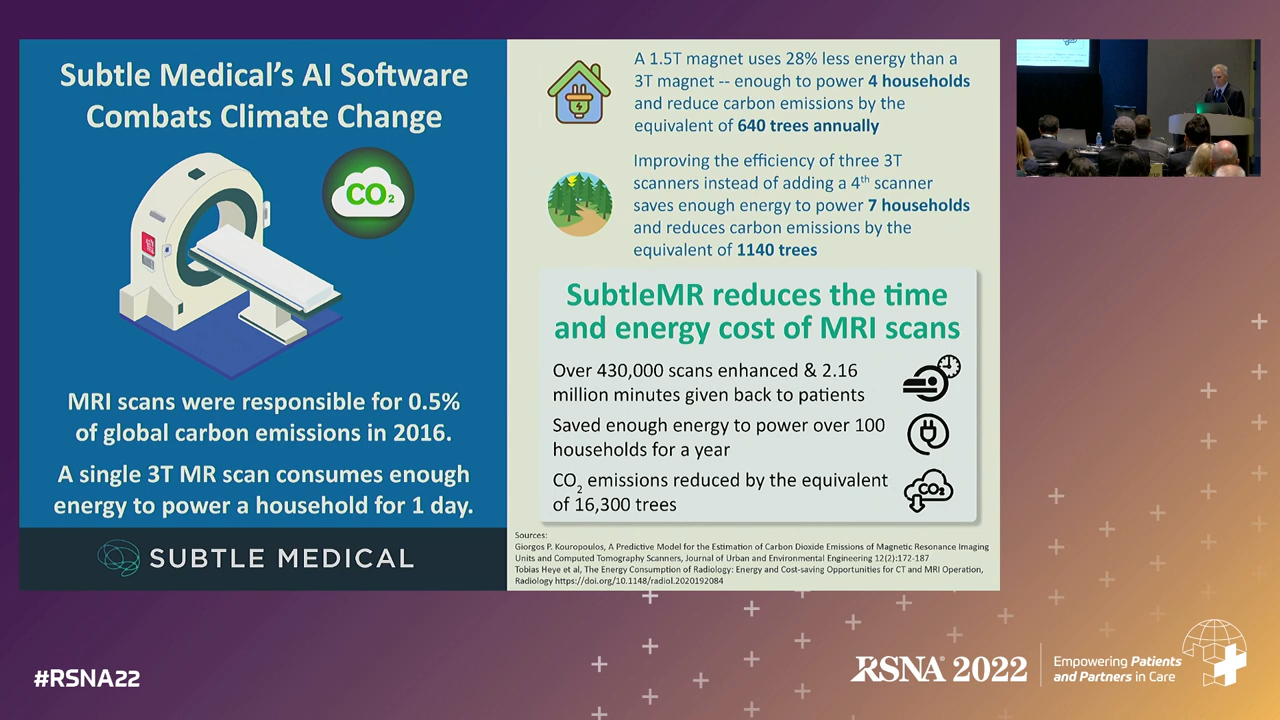 Subtle Medical's AI Software
Combats Climate Change
CO₂
MRI scans were responsible for 0.5%
of global carbon emissions in 2016.
A single 3T MR scan consumes enough
energy to power a household for 1 day.
SUBTLE MEDICAL
A 1.5T magnet uses 28% less energy than a
3T magnet -- enough to power 4 households
and reduce carbon emissions by the
equivalent of 640 trees annually
Improving the efficiency of three 3T
scanners instead of adding a 4th scanner
saves enough energy to power 7 households
and reduces carbon emissions by the
equivalent of 1140 trees
SubtleMR reduces the time
and energy cost of MRI scans
Over 430,000 scans enhanced & 2.16
million minutes given back to patients
Saved enough energy to power over 100
households for a year
CO₂ emissions reduced by the equivalent
of 16,300 trees
CO₂
Sources:
Giorgos P. Kouropoulos, A Predictive Model for the Estimation of Carbon Dioxide Emissions of Magnetic Resonance Imaging
Units and Computed Tomography Scanners, Journal of Urban and Environmental Engineering 12(2):172-187
Tobias Heye et al, The Energy Consumption of Radiology: Energy and Cost-saving Opportunities for CT and MRI Operation,
Radiology https://doi.org/10.1148/radiol.2020192084
#RSNA22
RSNA® 2022
Empowering Patients
and Partners in Care